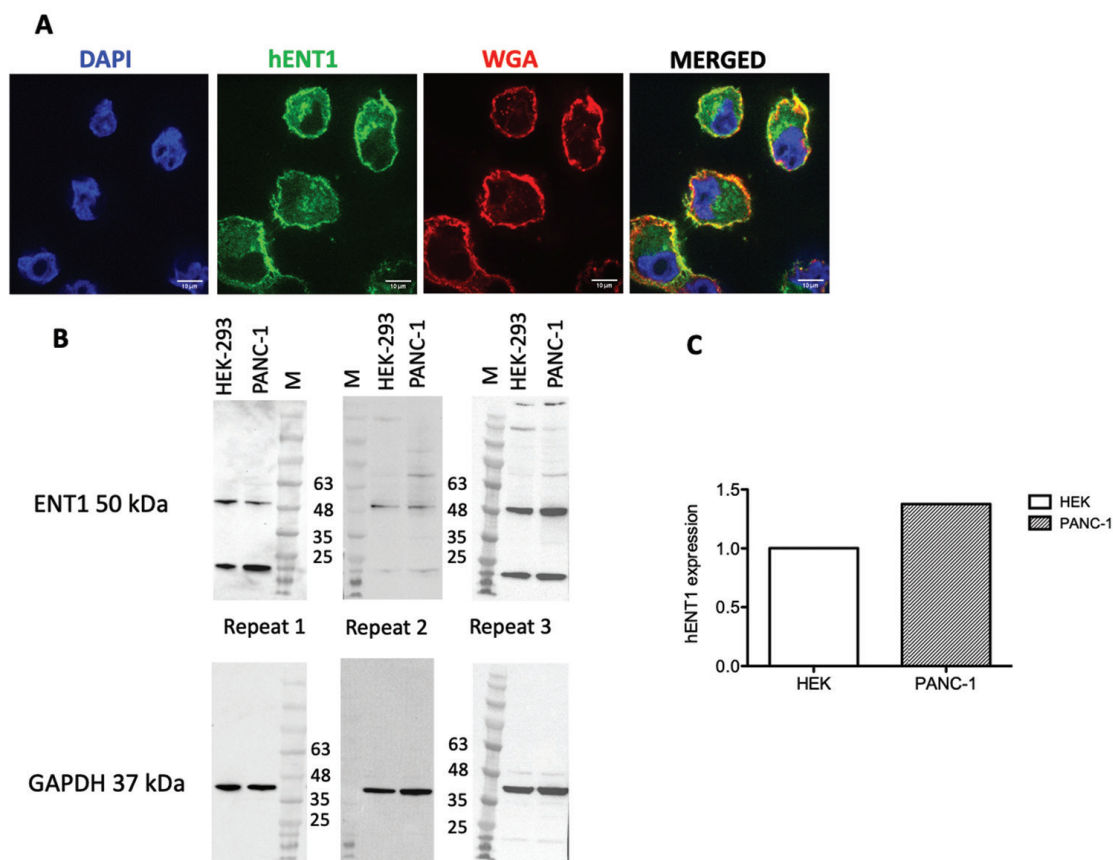 A
DAPI
hENT1
WGA
MERGED
10 µm
10 µm
10 µm
10 µm
B
HEK-293
PANC-1
M
M
HEK-293
PANC-1
M
HEK-293
PANC-1
ENT1 50 kDa
63
48
35
25
63
48
35
25
Repeat 1
Repeat 2
Repeat 3
GAPDH 37 kDa
63
48
35
25
63
48
35
25
C
hENT1 expression
1.5
1.0
0.5
0.0
HEK
PANC-1
HEK
PANC-1